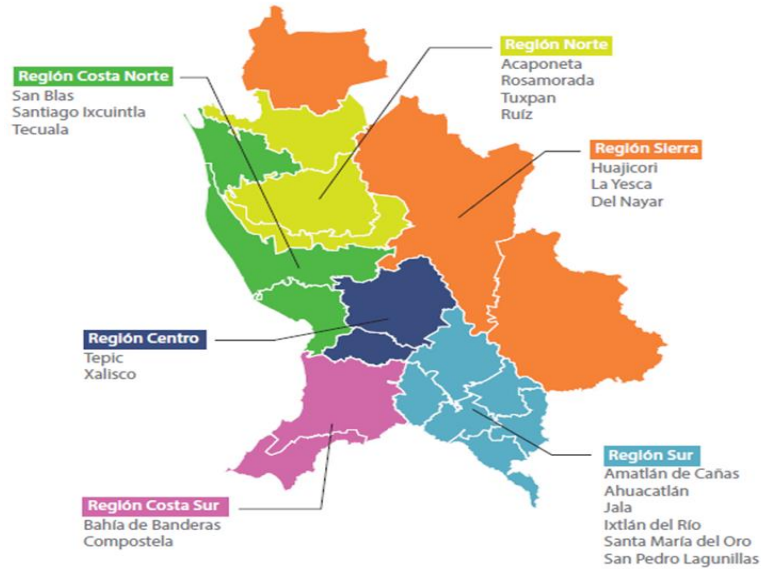 Región Norte
Acaponeta
Rosamorada
Tuxpan
Ruíz
Región Costa Norte
San Blas
Santiago Ixcuintla
Tecuala
Región Sierra
Huajicori
La Yesca
Del Nayar
Región Centro
Tepic
Xalisco
Región Sur
Amatlán de Cañas
Ahuacatlán
Jala
Ixtlán del Río
Santa María del Oro
San Pedro Lagunillas
Región Costa Sur
Bahía de Banderas
Compostela